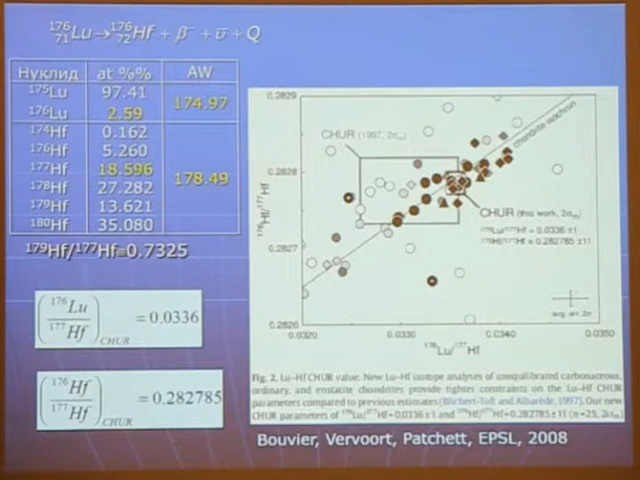 ¹⁷⁶₇₁Lu→¹⁷⁶₇₂Hf + β⁻ + ῡ + Q
Нуклид at %% AW
¹⁷⁵Lu 97.41 174.97
¹⁷⁶Lu 2.59
¹⁷⁴Hf 0.162 178.49
¹⁷⁶Hf 5.260
¹⁷⁷Hf 18.596
¹⁷⁸Hf 27.282
¹⁷⁹Hf 13.621
¹⁸⁰Hf 35.080
¹⁷⁹Hf/¹⁷⁷Hf=0.7325
(¹⁷⁶Lu/¹⁷⁷Hf)CHUR = 0.0336
(¹⁷⁶Hf/¹⁷⁷Hf)CHUR = 0.282785
0.2829
0.2828
0.2827
0.2826
¹⁷⁶Hf/¹⁷⁷Hf
CHUR (1997, 2σm)
chondrite isochron
CHUR (this work, 2σm)
¹⁷⁶Lu/¹⁷⁷Hf = 0.0336 ±1
¹⁷⁶Hf/¹⁷⁷Hf = 0.282785 ±11
avg. err. 2σ
0.0320 0.0330 0.0340 0.0350
¹⁷⁶Lu/¹⁷⁷Hf
Fig. 2. Lu–Hf CHUR value. New Lu–Hf isotope analyses of unequilibrated carbonaceous,
ordinary, and enstatite chondrites provide tighter constraints on the Lu–Hf CHUR
parameters compared to previous estimates (Blichert-Toft and Albarède, 1997). Our new
CHUR parameters of ¹⁷⁶Lu/¹⁷⁷Hf=0.0336±1 and ¹⁷⁶Hf/¹⁷⁷Hf=0.282785±11 (n=25, 2σm)
Bouvier, Vervoort, Patchett, EPSL, 2008